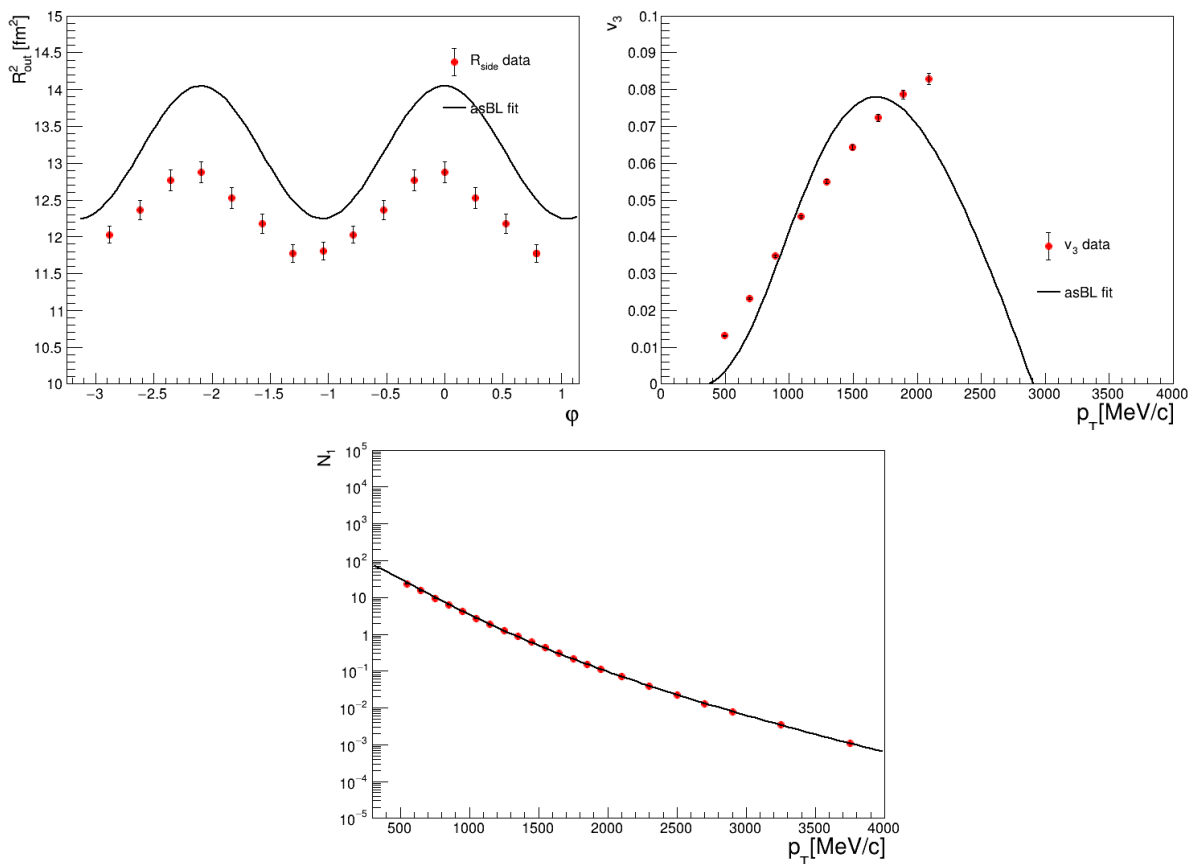 R²out [fm²]
15
14.5
14
13.5
13
12.5
12
11.5
11
10.5
10
−3 −2.5 −2 −1.5 −1 −0.5 0 0.5 1
φ
Rside data
asBL fit
v3
0.1
0.09
0.08
0.07
0.06
0.05
0.04
0.03
0.02
0.01
0
0 500 1000 1500 2000 2500 3000 3500 4000
pT[MeV/c]
v3 data
asBL fit
N1
10⁵
10⁴
10³
10²
10
1
10⁻¹
10⁻²
10⁻³
10⁻⁴
10⁻⁵
500 1000 1500 2000 2500 3000 3500 4000
pT[MeV/c]